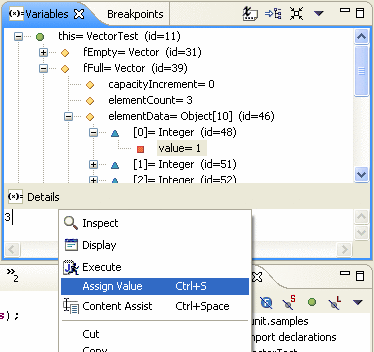 (x)= Variables Breakpoints
this= VectorTest (id=11)
fEmpty= Vector (id=31)
fFull= Vector (id=39)
capacityIncrement= 0
elementCount= 3
elementData= Object[10] (id=46)
[0]= Integer (id=48)
value= 1
[1]= Integer (id=51)
[2]= Integer (id=52)
(x)= Details
3
Inspect
Display
Execute
Assign Value Ctrl+S
Content Assist Ctrl+Space
Cut
Copy
»2
s);
unit.samples
mport declarations